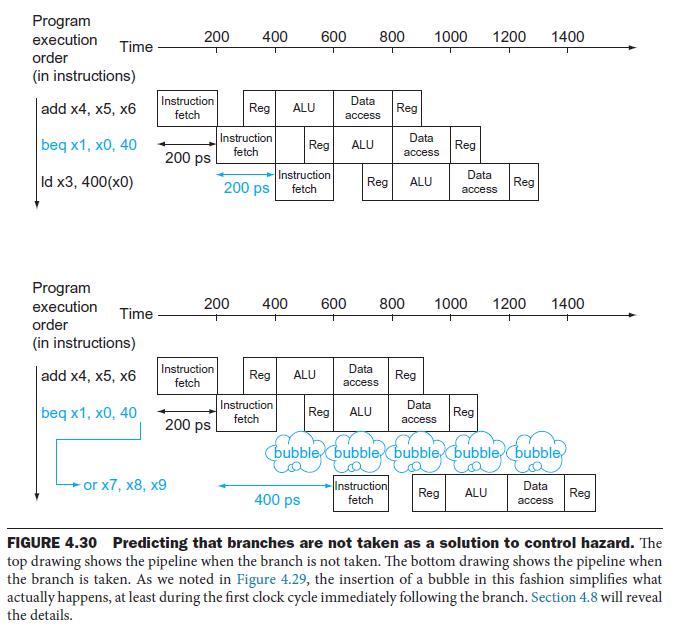 Program
execution
order
(in instructions)
Time
200 400 600 800 1000 1200 1400
add x4, x5, x6
Instruction
fetch
Reg
ALU
Data
access
Reg
beq x1, x0, 40
200 ps
Instruction
fetch
Reg
ALU
Data
access
Reg
ld x3, 400(x0)
200 ps
Instruction
fetch
Reg
ALU
Data
access
Reg
Program
execution
order
(in instructions)
Time
200 400 600 800 1000 1200 1400
add x4, x5, x6
Instruction
fetch
Reg
ALU
Data
access
Reg
beq x1, x0, 40
200 ps
Instruction
fetch
Reg
ALU
Data
access
Reg
bubble bubble bubble bubble bubble
or x7, x8, x9
400 ps
Instruction
fetch
Reg
ALU
Data
access
Reg
FIGURE 4.30 Predicting that branches are not taken as a solution to control hazard. The
top drawing shows the pipeline when the branch is not taken. The bottom drawing shows the pipeline when
the branch is taken. As we noted in Figure 4.29, the insertion of a bubble in this fashion simplifies what
actually happens, at least during the first clock cycle immediately following the branch. Section 4.8 will reveal
the details.